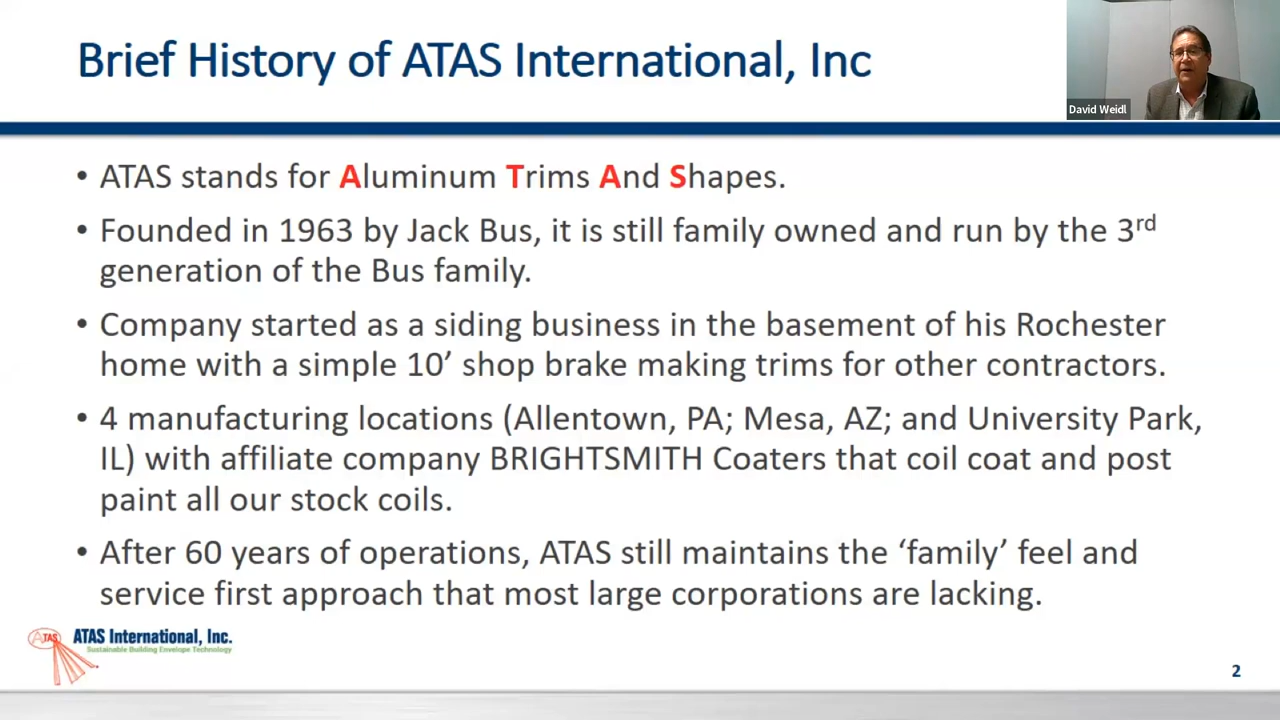 Brief History of ATAS International, Inc
David Weidl
• ATAS stands for Aluminum Trims And Shapes.
• Founded in 1963 by Jack Bus, it is still family owned and run by the 3rd
generation of the Bus family.
• Company started as a siding business in the basement of his Rochester
home with a simple 10’ shop brake making trims for other contractors.
• 4 manufacturing locations (Allentown, PA; Mesa, AZ; and University Park,
IL) with affiliate company BRIGHTSMITH Coaters that coil coat and post
paint all our stock coils.
• After 60 years of operations, ATAS still maintains the ‘family’ feel and
service first approach that most large corporations are lacking.
ATAS
ATAS International, Inc.
Sustainable Building Envelope Technology
2